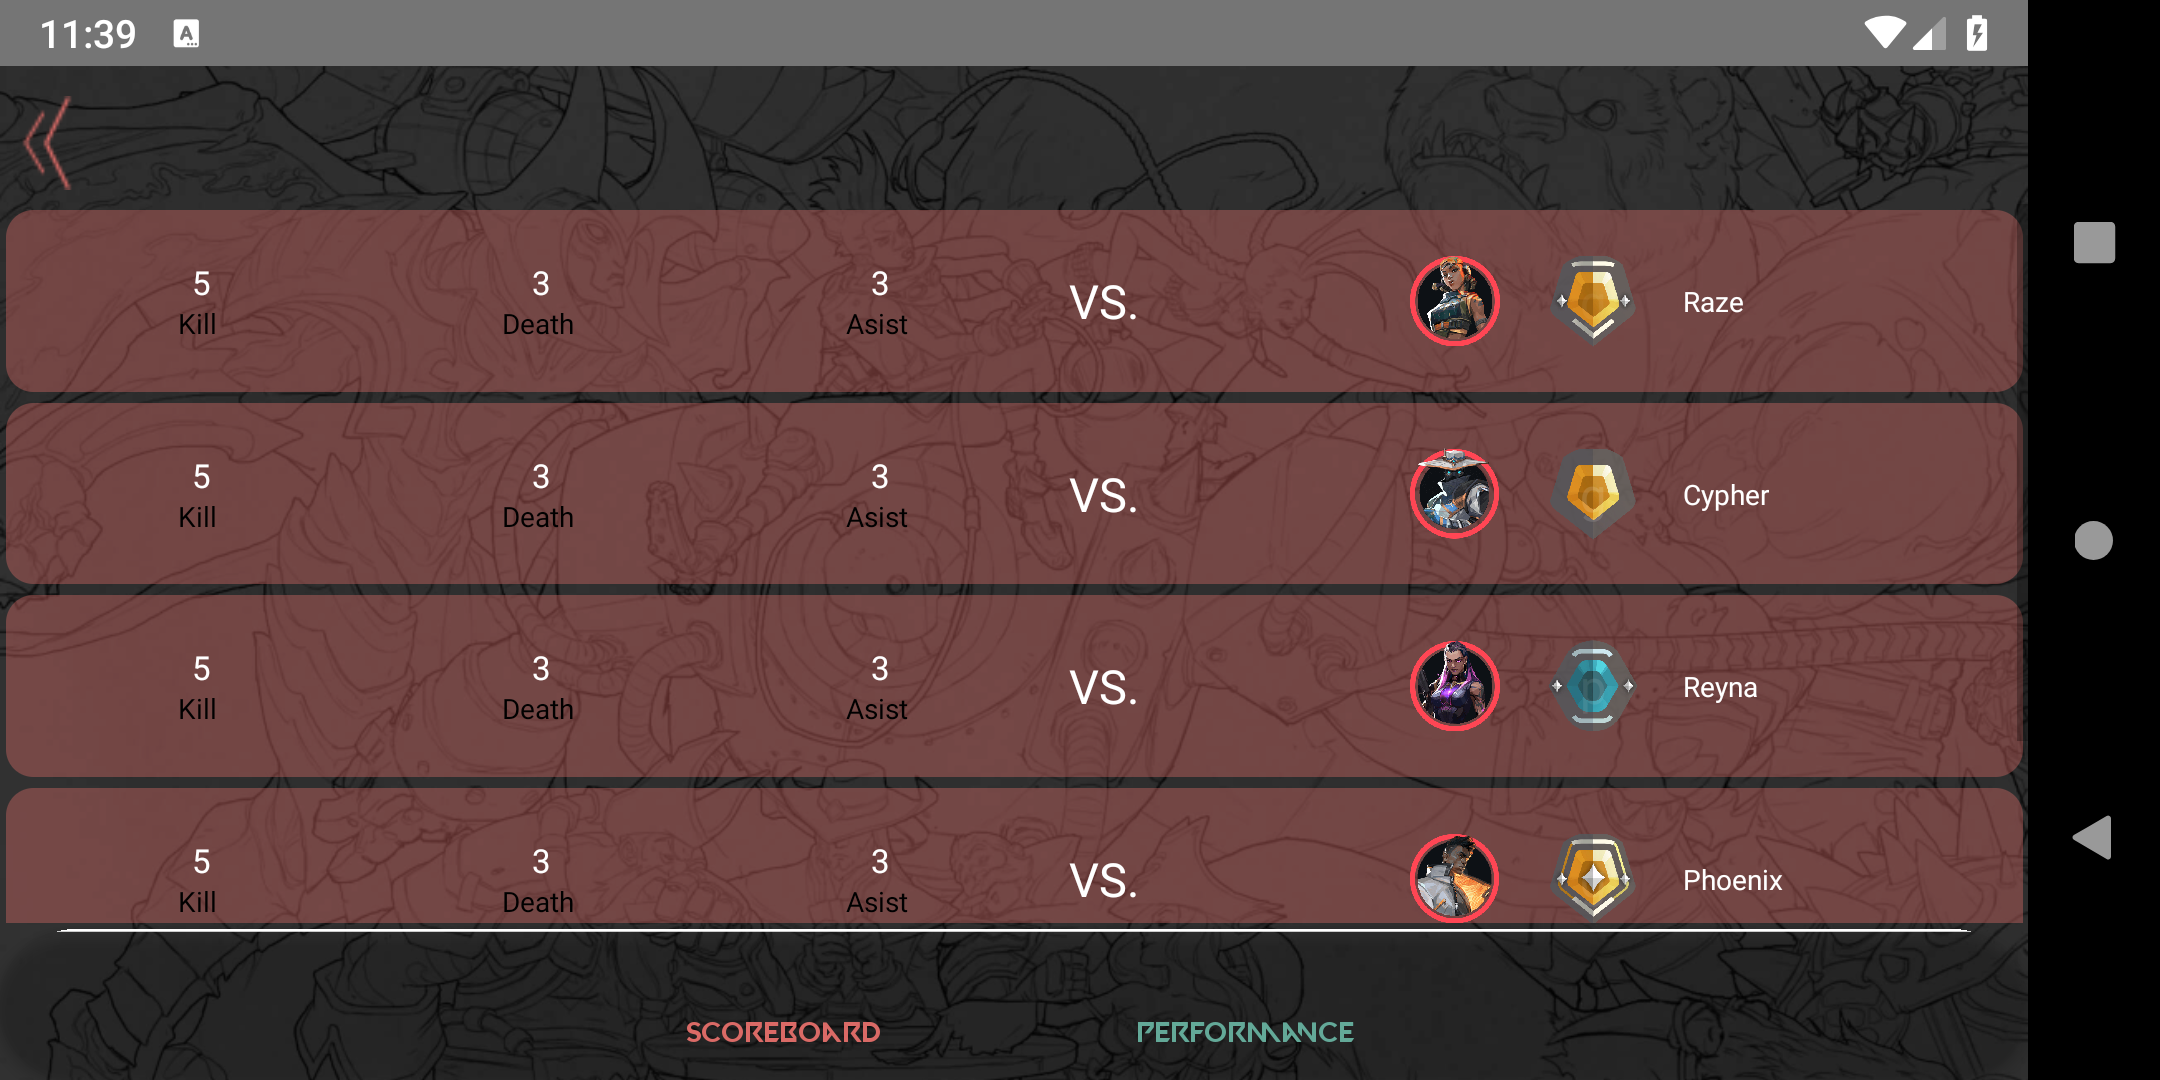 11:39
5 3 3 VS. Raze
Kill Death Asist
5 3 3 VS. Cypher
Kill Death Asist
5 3 3 VS. Reyna
Kill Death Asist
5 3 3 VS. Phoenix
Kill Death Asist
SCOREBOARD PERFORMANCE